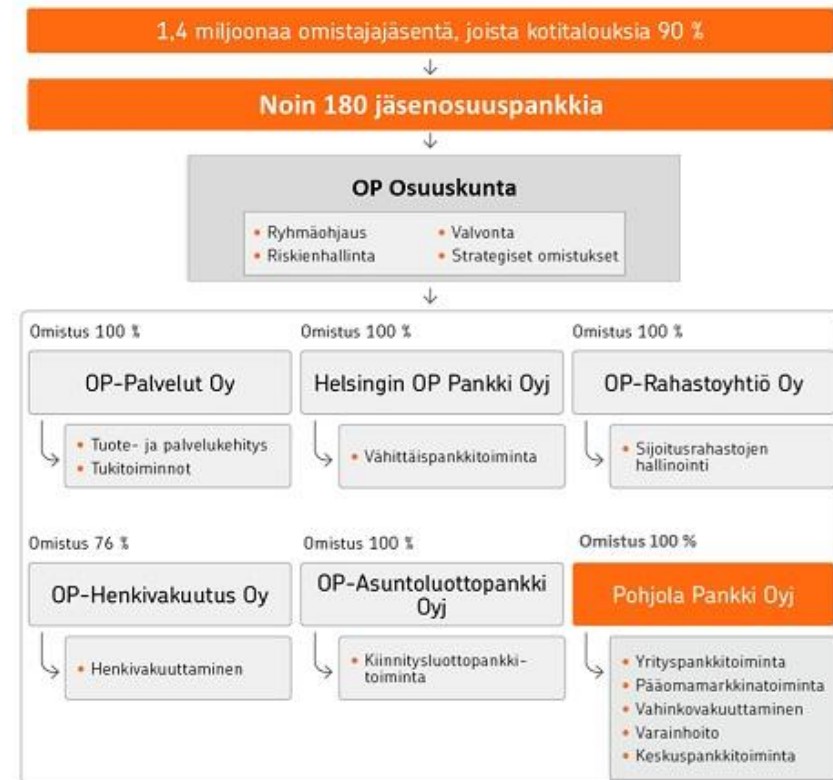 1,4 miljoonaa omistajajäsentä, joista kotitalouksia 90 %
Noin 180 jäsenosuuspankkia
OP Osuuskunta
• Ryhmäohjaus
• Riskienhallinta
• Valvonta
• Strategiset omistukset
Omistus 100 %
OP-Palvelut Oy
• Tuote- ja palvelukehitys
• Tukitoiminnot
Omistus 100 %
Helsingin OP Pankki Oyj
• Vähittäispankkitoiminta
Omistus 100 %
OP-Rahastoyhtiö Oy
• Sijoitusrahastojen
hallinointi
Omistus 76 %
OP-Henkivakuutus Oy
• Henkivakuuttaminen
Omistus 100 %
OP-Asuntoluottopankki
Oyj
• Kiinnitysluottopankki-
toiminta
Omistus 100 %
Pohjola Pankki Oyj
• Yrityspankkitoiminta
• Pääomamarkkinatoiminta
• Vahinkovakuuttaminen
• Varainhoito
• Keskuspankkitoiminta